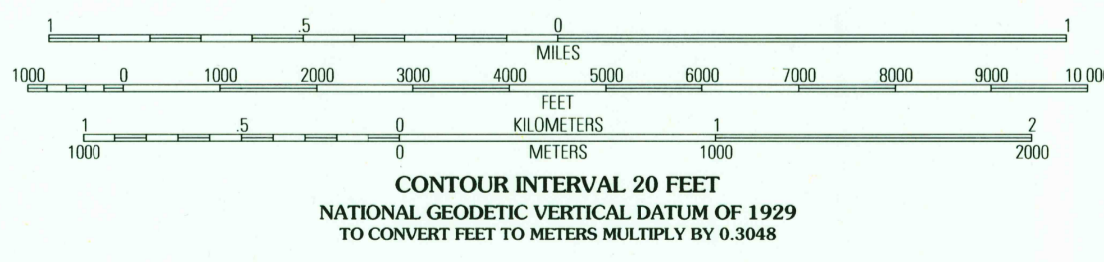 1 .5 0 1
MILES
1000 0 1000 2000 3000 4000 5000 6000 7000 8000 9000 10 000
FEET
1 .5 0 KILOMETERS 1 2
1000 0 METERS 1000 2000
CONTOUR INTERVAL 20 FEET
NATIONAL GEODETIC VERTICAL DATUM OF 1929
TO CONVERT FEET TO METERS MULTIPLY BY 0.3048